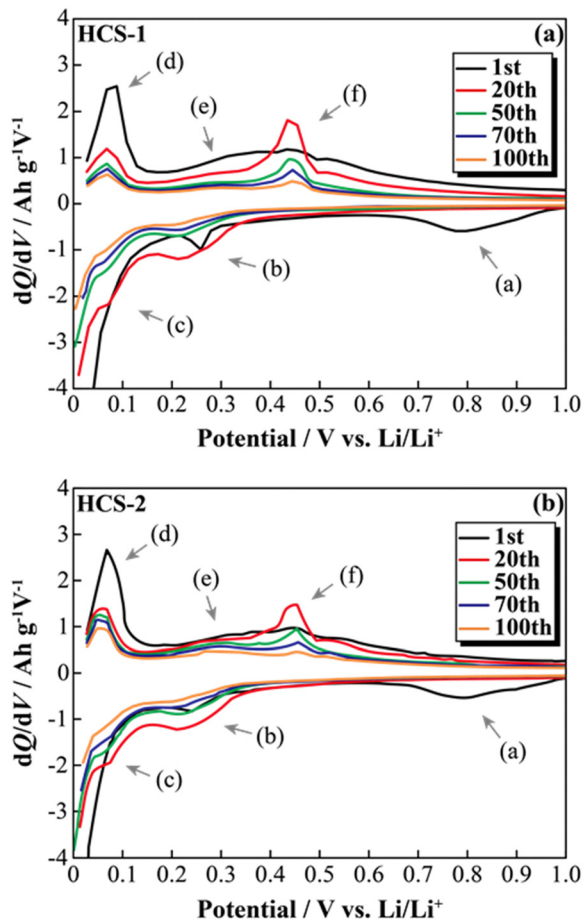 HCS-1
(a)
(d)
(e)
(f)
1st
20th
50th
70th
100th
(b)
(a)
(c)
4
3
2
1
0
-1
-2
-3
-4
dQ/dV / Ah g⁻¹V⁻¹
0 0.1 0.2 0.3 0.4 0.5 0.6 0.7 0.8 0.9 1.0
Potential / V vs. Li/Li⁺
HCS-2
(b)
(d)
(e)
(f)
1st
20th
50th
70th
100th
(b)
(a)
(c)
4
3
2
1
0
-1
-2
-3
-4
dQ/dV / Ah g⁻¹V⁻¹
0 0.1 0.2 0.3 0.4 0.5 0.6 0.7 0.8 0.9 1.0
Potential / V vs. Li/Li⁺